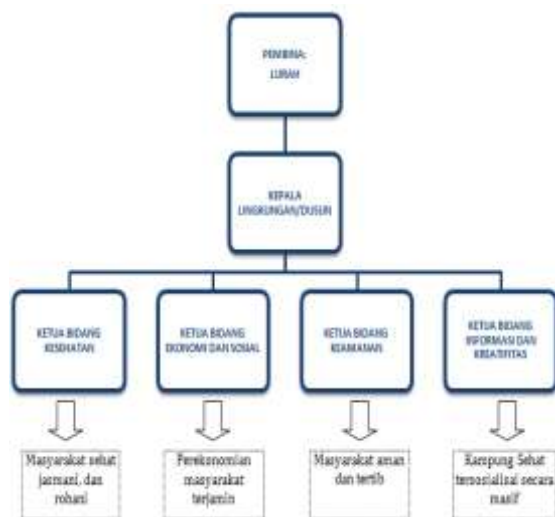 PEMBINA:
LURAH
KEPALA
LINGKUNGAN/DUSUN
KETUA BIDANG
KESEHATAN
KETUA BIDANG
EKONOMI DAN SOSIAL
KETUA BIDANG
KEAMANAN
KETUA BIDANG
INFORMASI DAN
KREATIFITAS
Masyarakat sehat
jasmani, dan
rohani
Perekonomian
masyarakat
terjamin
Masyarakat aman
dan tertib
Kampung Sehat
tersosialisai secara
masif